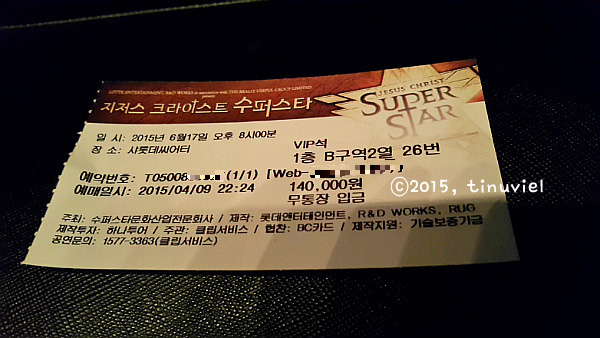 LOTTE ENTERTAINMENT, R&D WORKS in association with THE REALLY USEFUL GROUP LIMITED
present
지저스 크라이스트 수퍼스타
JESUS CHRIST
SUPER
STAR
일 시: 2015년 6월17일 오후 8시00분
장 소: 샤롯데씨어터
VIP석
1층 B구역2열 26번
예약번호: T05008 (1/1) [Web-
예매일시: 2015/04/09 22:24
140,000원
무통장 입금
©2015, tinuviel
주최: 수퍼스타문화산업전문회사 / 제작: 롯데엔터테인먼트, R&D WORKS, RUG
제작투자: 하나투어 / 주관: 클립서비스 / 협찬: BC카드 / 제작지원: 기술보증기금
공연문의: 1577-3363(클립서비스)